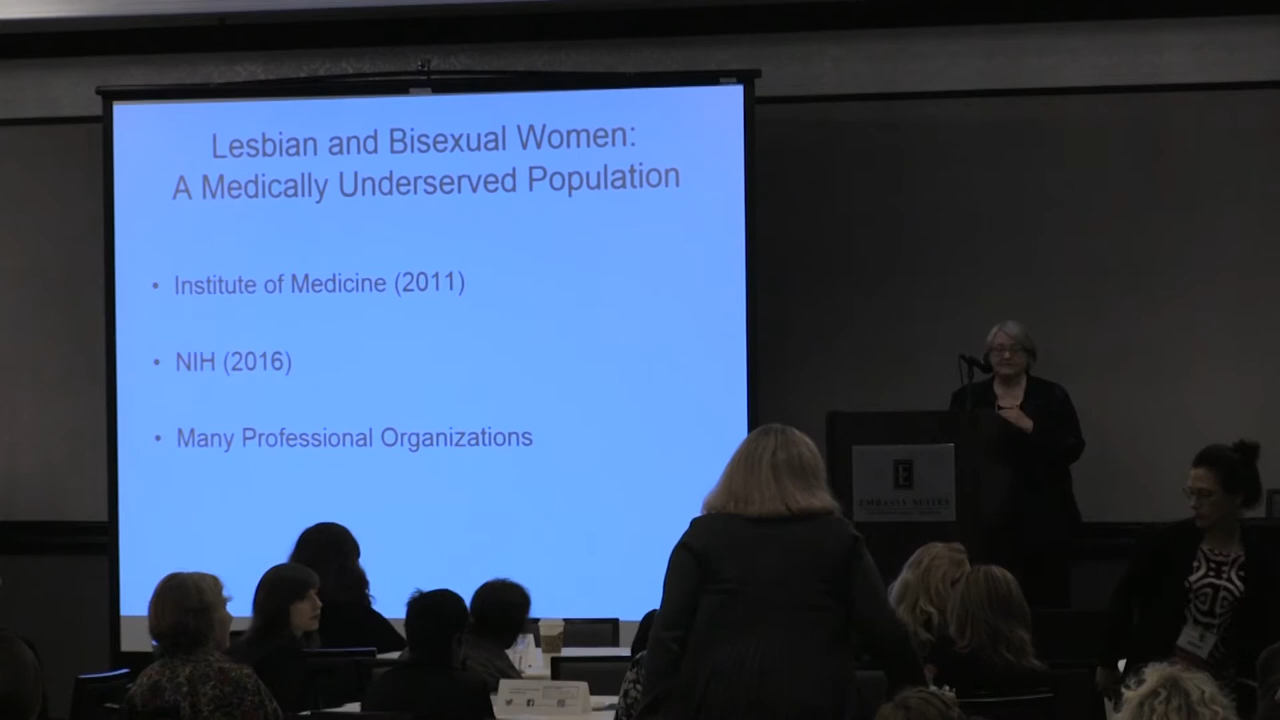 Lesbian and Bisexual Women:
A Medically Underserved Population
• Institute of Medicine (2011)
• NIH (2016)
• Many Professional Organizations
E
EMBASSY SUITES